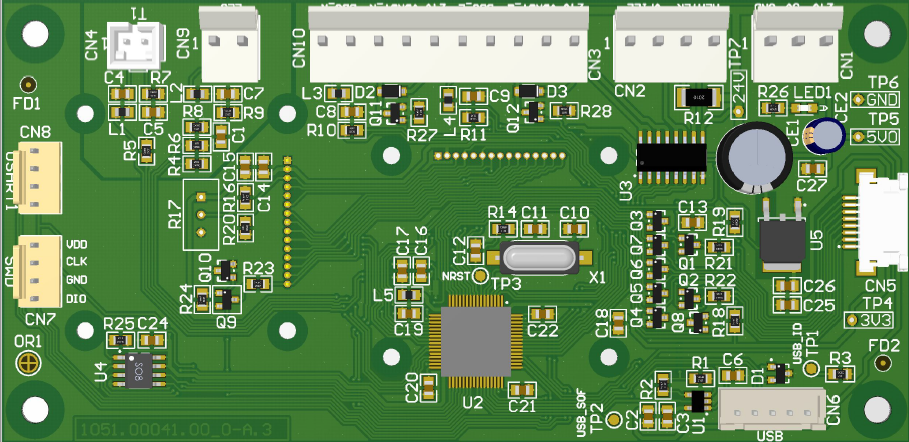 T1
CN4
CN9
1
CN10
CN3
1
CN2
TP7
24V
1
CN1
C4
R7
L2
C7
L3
D2
D3
R26
LED1
A
CE2
TP6
GND
FD1
R8
R9
C8
Q11
L4
C9
Q12
R28
R12
CE1
TP5
5V0
L1
C5
R10
R27
R11
CN8
R5
R6
R4
C1
C15
C14
U3
C27
USART1
R17
R16
R20
R14
C11
C10
Q3
C13
R19
U5
CN5
VDD
CLK
GND
DIO
SWD
CN7
Q10
R23
C17
C16
C12
NRST
TP3
X1
Q7
Q1
R21
Q6
C26
R24
Q9
L5
Q5
Q2
R22
C25
TP4
3V3
C19
C22
C18
Q4
Q8
R18
OR1
R25
C24
U4
SO8
USB_ID
TP1
FD2
C20
U2
C21
R2
R1
C6
D1
R3
USB_SOF
TP2
C2
C3
U1
USB
CN6
1051.00041.00_0-A.3